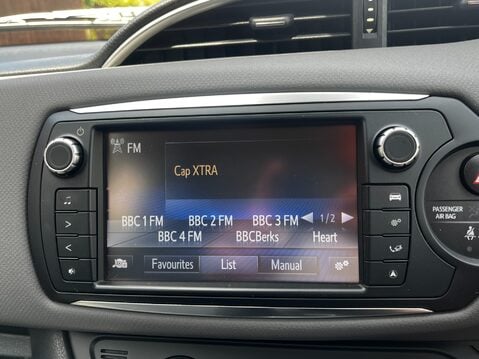 FM
Cap XTRA
BBC 1 FM BBC 2 FM BBC 3 FM 1/2
BBC 4 FM BBCBerks Heart
Favourites List Manual
PASSENGER
AIR BAG